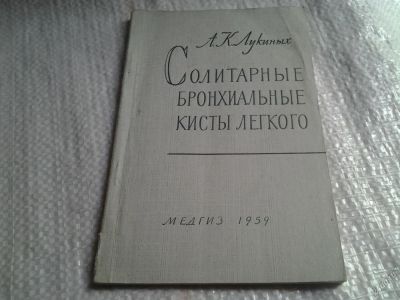 А. К. Лукиных
Солитарные
бронхиальные
кисты легкого
МЕДГИЗ 1959